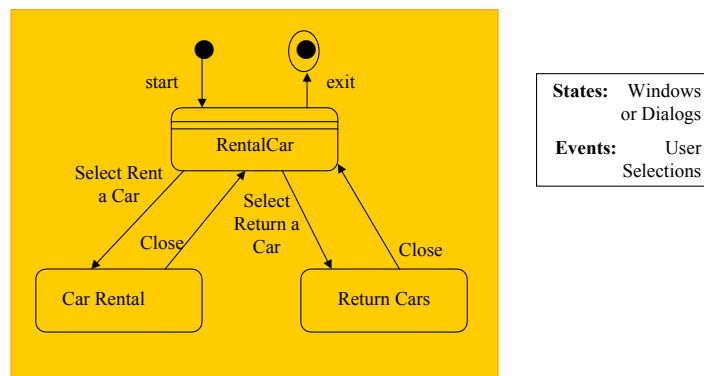 start
exit
RentalCar
Select Rent
a Car
Close
Select
Return a
Car
Close
Car Rental
Return Cars
States: Windows
or Dialogs
Events: User
Selections